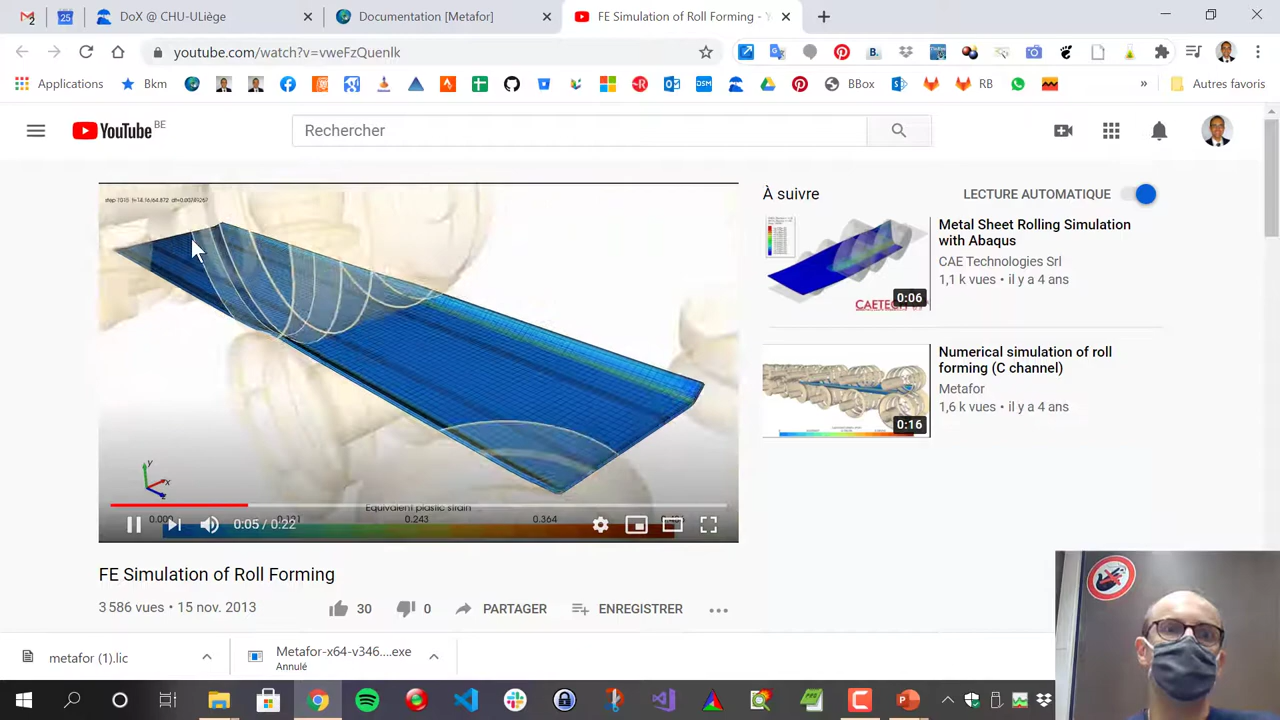 DoX @ CHU-ULiège
Documentation [Metafor]
FE Simulation of Roll Forming - Y
youtube.com/watch?v=vweFzQuenIk
Applications
Bkm
BBox
RB
Autres favoris
YouTube BE
Rechercher
À suivre
LECTURE AUTOMATIQUE
Metal Sheet Rolling Simulation
with Abaqus
CAE Technologies Srl
1,1 k vues • il y a 4 ans
0:06
CAETECH
Numerical simulation of roll
forming (C channel)
Metafor
1,6 k vues • il y a 4 ans
0:16
y
x
z
Equivalent plastic strain
0.243
0.364
0:05 / 0:22
FE Simulation of Roll Forming
3 586 vues • 15 nov. 2013
30
0
PARTAGER
ENREGISTRER
metafor (1).lic
Metafor-x64-v346....exe
Annulé